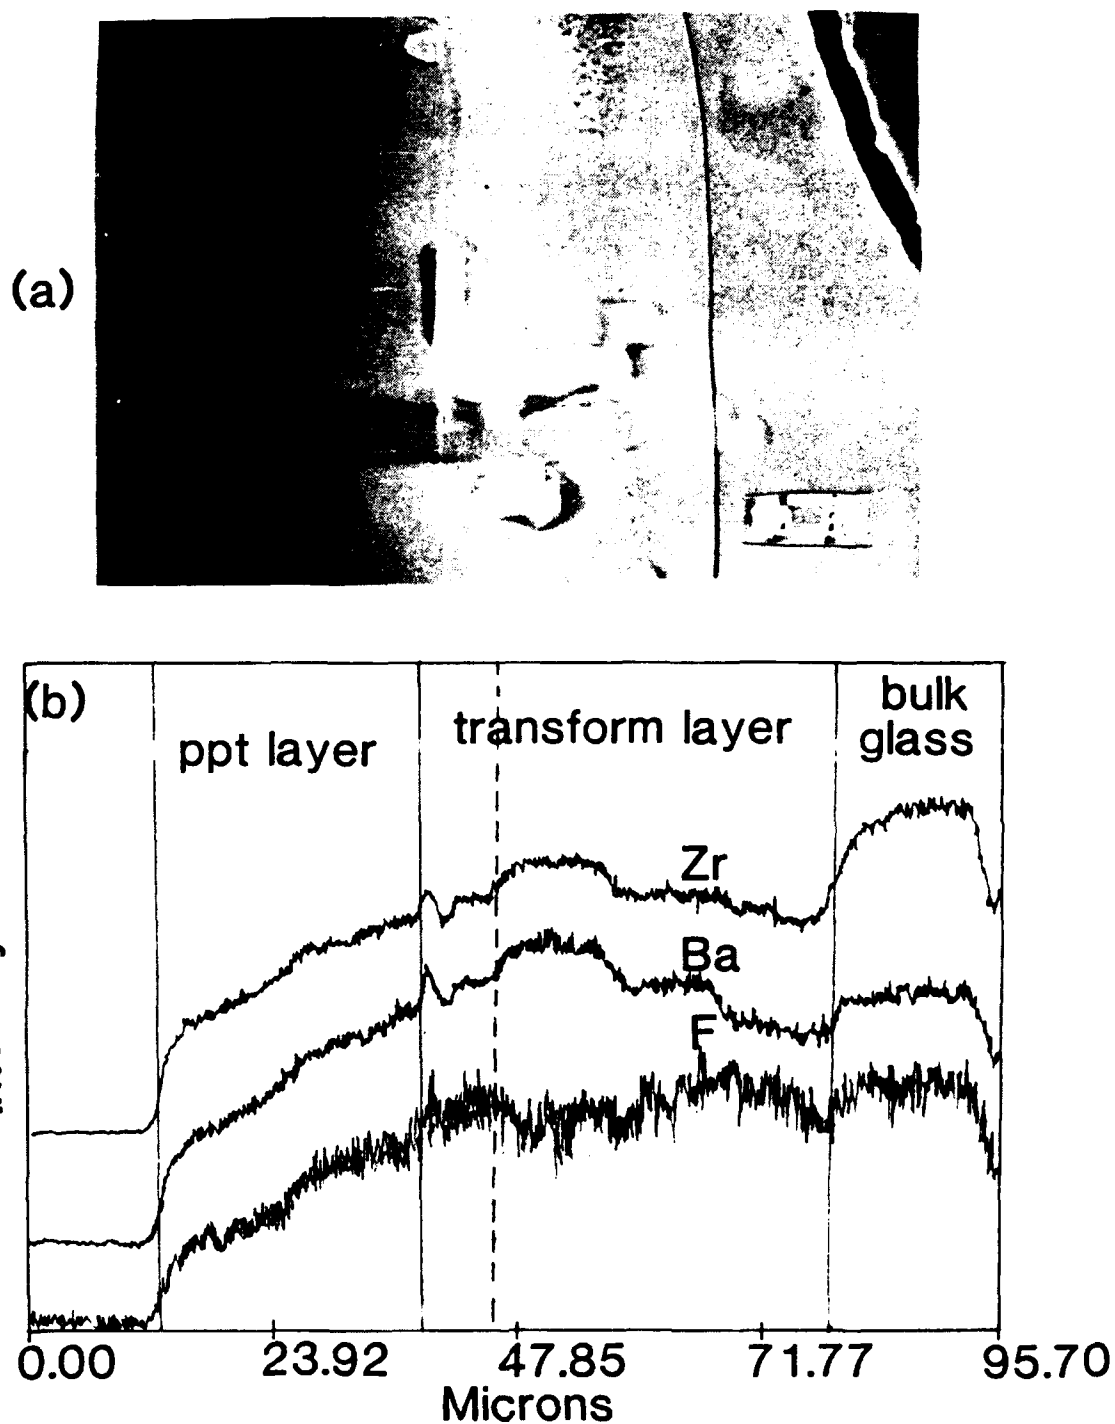 (a)
(b)
ppt layer
transform layer
bulk
glass
Zr
Ba
F
0.00 23.92 47.85 71.77 95.70
Microns